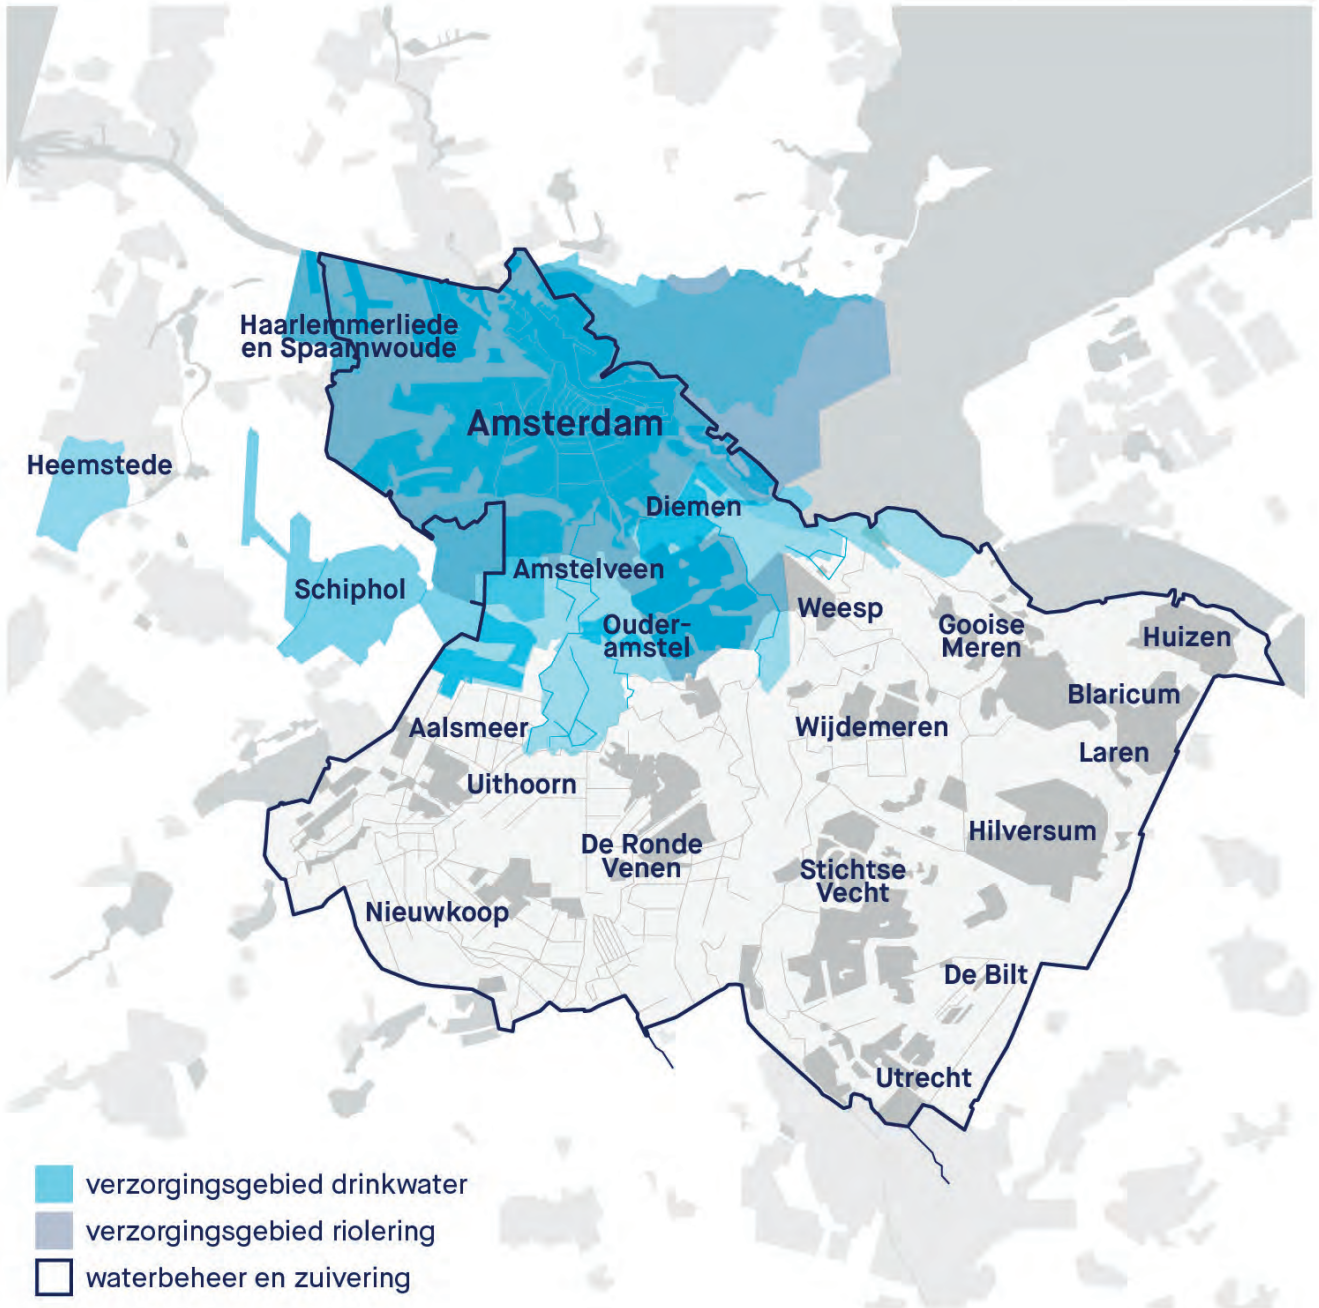 Haarlemmerliede
en Spaarnwoude
Amsterdam
Heemstede
Diemen
Amstelveen
Schiphol
Weesp
Ouder-
amstel
Gooise
Meren
Huizen
Blaricum
Aalsmeer
Wijdemeren
Laren
Uithoorn
Hilversum
De Ronde
Venen
Stichtse
Vecht
Nieuwkoop
De Bilt
Utrecht
verzorgingsgebied drinkwater
verzorgingsgebied riolering
waterbeheer en zuivering